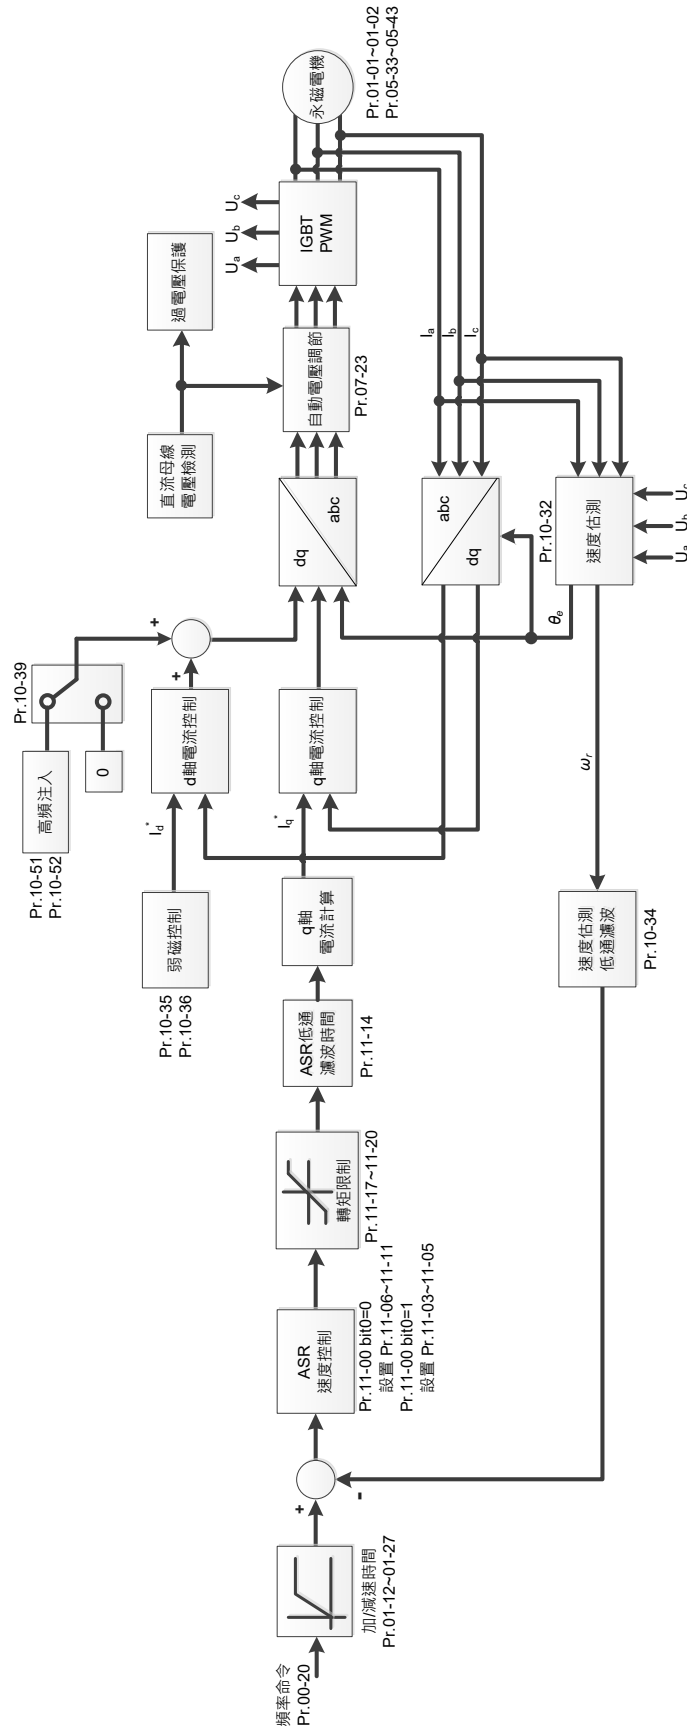 頻率命令
Pr.00-20
加/減速時間
Pr.01-12~01-27
+
-
ASR
速度控制
Pr.11-00 bit0=0
設置 Pr.11-06~11-11
Pr.11-00 bit0=1
設置 Pr.11-03~11-05
轉矩限制
Pr.11-17~11-20
ASR低通
濾波時間
Pr.11-14
q軸
電流計算
Iq*
弱磁控制
Pr.10-35
Pr.10-36
Id*
高頻注入
Pr.10-51
Pr.10-52
0
Pr.10-39
d軸電流控制
q軸電流控制
+
+
dq
abc
直流母線
電壓檢測
過電壓保護
自動電壓調節
Pr.07-23
IGBT
PWM
Ua
Ub
Uc
永磁電機
Pr.01-01~01-02
Pr.05-33~05-43
Ia
Ib
Ic
abc
dq
θe
Pr.10-32
速度估測
Ua
Ub
Uc
ωr
速度估測
低通濾波
Pr.10-34